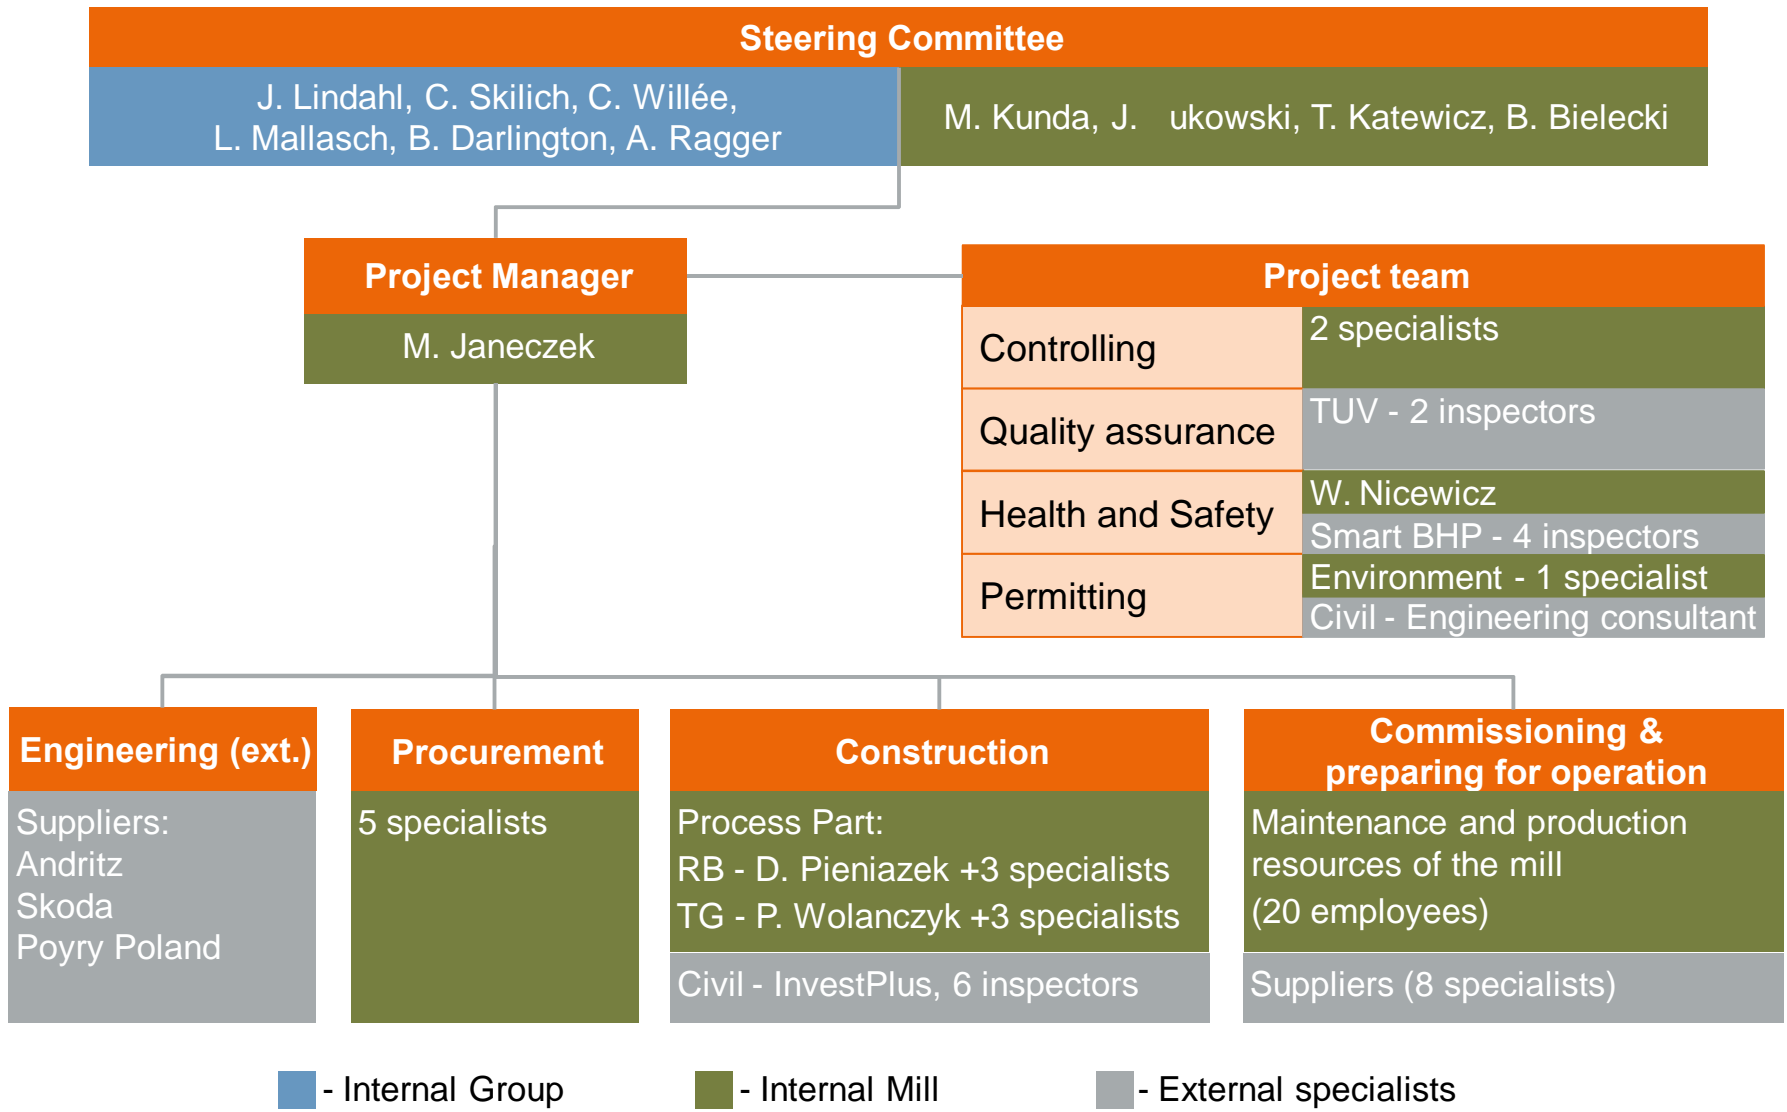 Steering Committee
J. Lindahl, C. Skilich, C. Willée,
L. Mallasch, B. Darlington, A. Ragger
M. Kunda, J. ukowski, T. Katewicz, B. Bielecki
Project Manager
M. Janeczek
Project team
Controlling
2 specialists
Quality assurance
TUV - 2 inspectors
Health and Safety
W. Nicewicz
Smart BHP - 4 inspectors
Permitting
Environment - 1 specialist
Civil - Engineering consultant
Engineering (ext.)
Suppliers:
Andritz
Skoda
Poyry Poland
Procurement
5 specialists
Construction
Process Part:
RB - D. Pieniazek +3 specialists
TG - P. Wolanczyk +3 specialists
Civil - InvestPlus, 6 inspectors
Commissioning &
preparing for operation
Maintenance and production
resources of the mill
(20 employees)
Suppliers (8 specialists)
- Internal Group
- Internal Mill
- External specialists